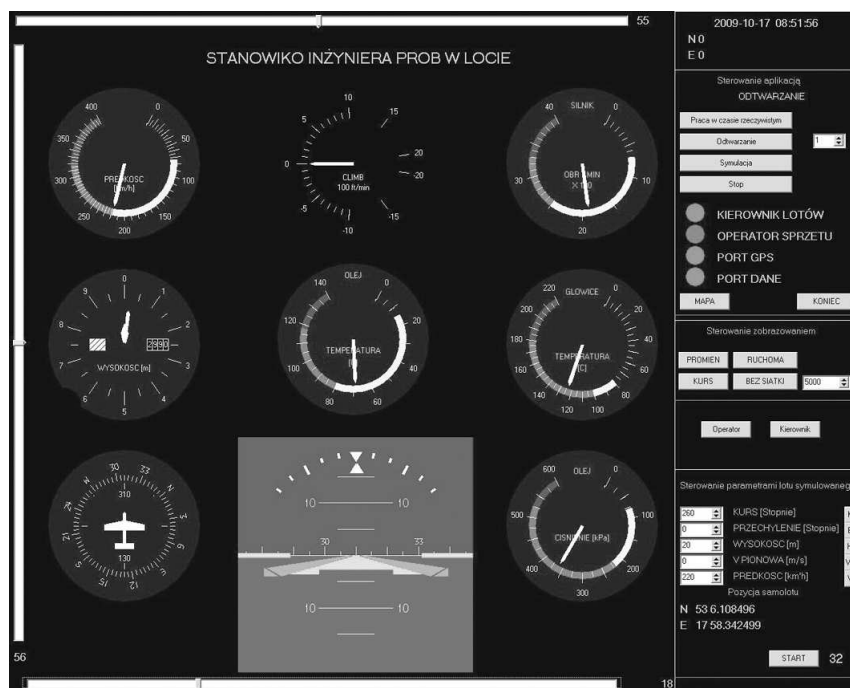 55
2009-10-17 08:51:56
N 0
E 0
STANOWIKO INŻYNIERA PROB W LOCIE
Sterowanie aplikacją
ODTWARZANIE
Praca w czasie rzeczywistym
Odtwarzanie 1
Symulacja
Stop
KIEROWNIK LOTÓW
OPERATOR SPRZETU
PORT GPS
PORT DANE
MAPA KONIEC
Sterowanie zobrazowaniem
PROMIEN RUCHOMA
KURS BEZ SIATKI 5000
Operator Kierownik
Sterowanie parametrami lotu symulowaneg
260 KURS [Stopnie]
0 PRZECHYLENIE [Stopnie]
20 WYSOKOSC [m]
0 V PIONOWA [m/s]
220 PREDKOSC [km/h]
Pozycja samolotu
N 53 6.108496
E 17 58.342499
START 32
400 0
350 50
300 100
250 150
200
PREDKOSC
[km/h]
10
5 15
0 20
-20
-5 -15
-10
CLIMB
100 ft/min
SILNIK
40 0
30 10
20
OBR / MIN
X 100
0
9 1
8 2
7 3
6 4
5
2990
WYSOKOSC [m]
OLEJ
140 0
120 20
100 40
80 60
TEMPERATURA
GLOWICE
220 0
200 20
180 40
160 60
140 80
120 100
TEMPERATURA
[C]
30 33
N
24 3
21 6
S E
15 12
310
130
10 10
30 33
10 10
OLEJ
600 0
500 100
400 200
300
CISNIENIE [kPa]
56
18